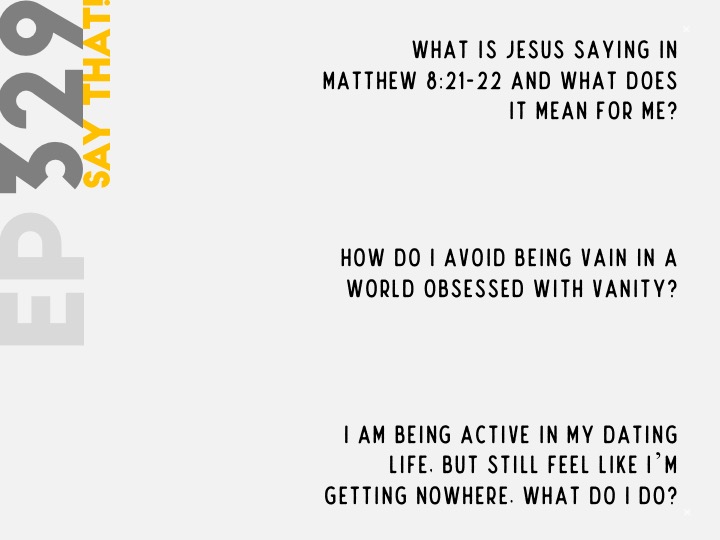 EP 329
SAY THAT!
WHAT IS JESUS SAYING IN
MATTHEW 8:21-22 AND WHAT DOES
IT MEAN FOR ME?
HOW DO I AVOID BEING VAIN IN A
WORLD OBSESSED WITH VANITY?
I AM BEING ACTIVE IN MY DATING
LIFE, BUT STILL FEEL LIKE I'M
GETTING NOWHERE. WHAT DO I DO?